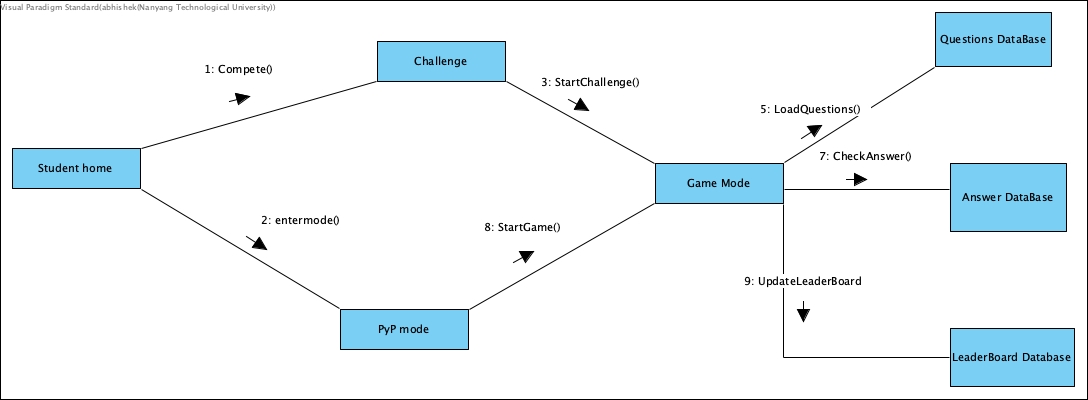 Visual Paradigm Standard(abhishek(Nanyang Technological University))
Questions DataBase
Challenge
1: Compete()
3: StartChallenge()
5: LoadQuestions()
7: CheckAnswer()
Student home
Game Mode
Answer DataBase
2: entermode()
8: StartGame()
9: UpdateLeaderBoard
PyP mode
LeaderBoard Database